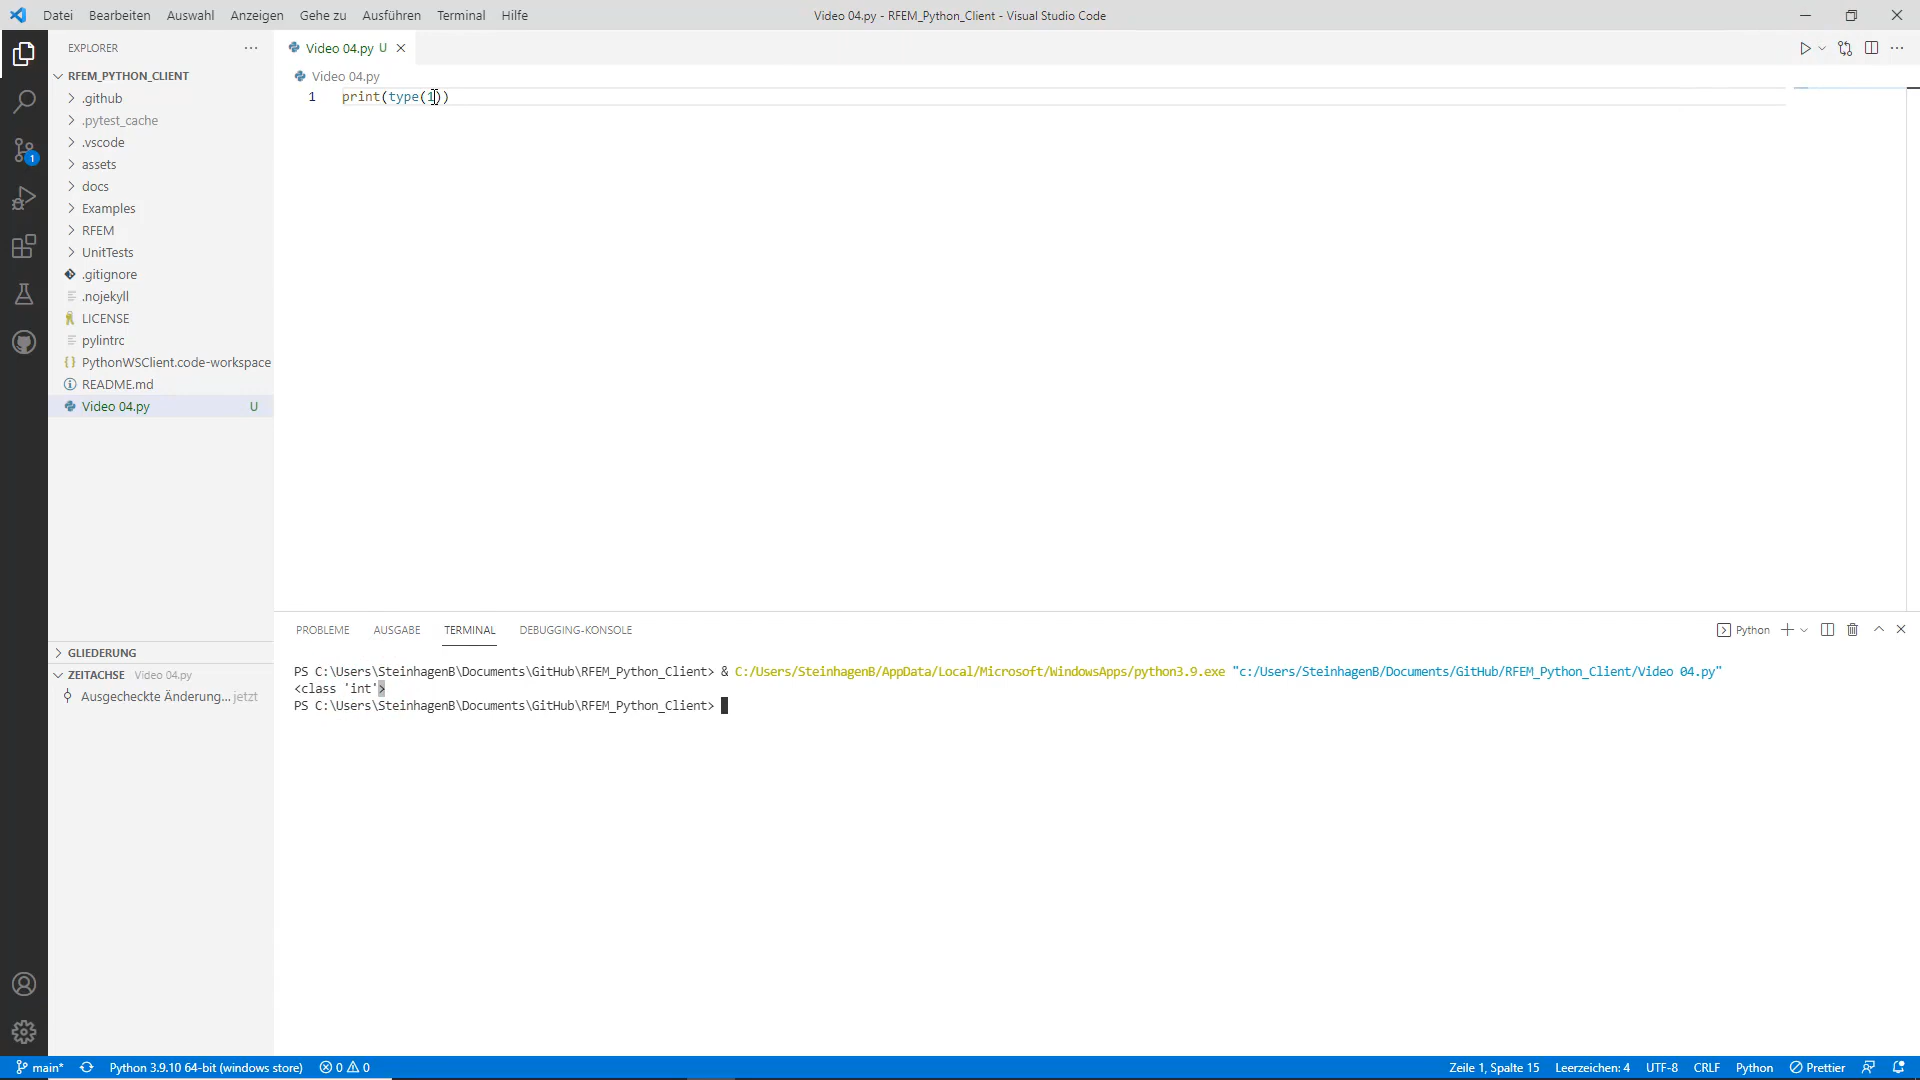 Datei Bearbeiten Auswahl Anzeigen Gehe zu Ausführen Terminal Hilfe
Video 04.py - RFEM_Python_Client - Visual Studio Code
EXPLORER
Video 04.py U
RFEM_PYTHON_CLIENT
Video 04.py
.github
1 print(type(1))
.pytest_cache
.vscode
1
assets
docs
Examples
RFEM
UnitTests
.gitignore
.nojekyll
LICENSE
pylintrc
PythonWSClient.code-workspace
README.md
Video 04.py U
PROBLEME AUSGABE TERMINAL DEBUGGING-KONSOLE
Python
GLIEDERUNG
ZEITACHSE Video 04.py
Ausgecheckte Änderung... jetzt
PS C:\Users\SteinhagenB\Documents\GitHub\RFEM_Python_Client> & C:/Users/SteinhagenB/AppData/Local/Microsoft/WindowsApps/python3.9.exe "c:/Users/SteinhagenB/Documents/GitHub/RFEM_Python_Client/Video 04.py"
<class 'int'>
PS C:\Users\SteinhagenB\Documents\GitHub\RFEM_Python_Client>
main* Python 3.9.10 64-bit (windows store) 0 0
Zeile 1, Spalte 15 Leerzeichen: 4 UTF-8 CRLF Python Prettier